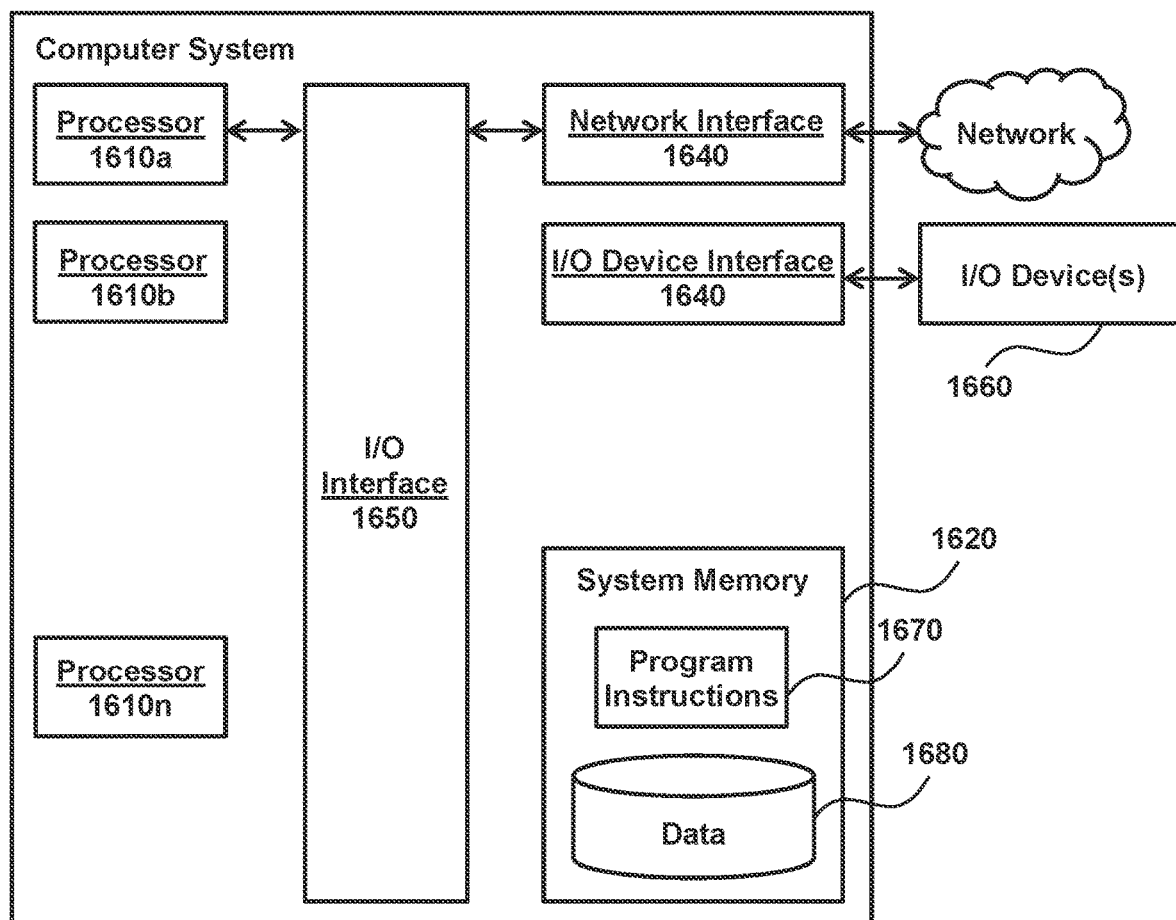 Computer System
Processor
1610a
Network Interface
1640
Network
Processor
1610b
I/O Device Interface
1640
I/O Device(s)
1660
I/O
Interface
1650
1620
System Memory
1670
Program
Instructions
Processor
1610n
1680
Data